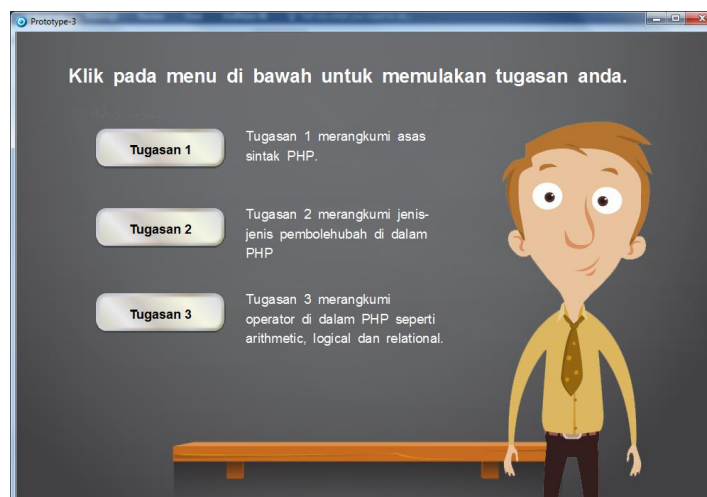 Prototype-3
Klik pada menu di bawah untuk memulakan tugasan anda.
Tugasan 1
Tugasan 1 merangkumi asas
sintak PHP.
Tugasan 2
Tugasan 2 merangkumi jenis-
jenis pembolehubah di dalam
PHP
Tugasan 3
Tugasan 3 merangkumi
operator di dalam PHP seperti
arithmetic, logical dan relational.